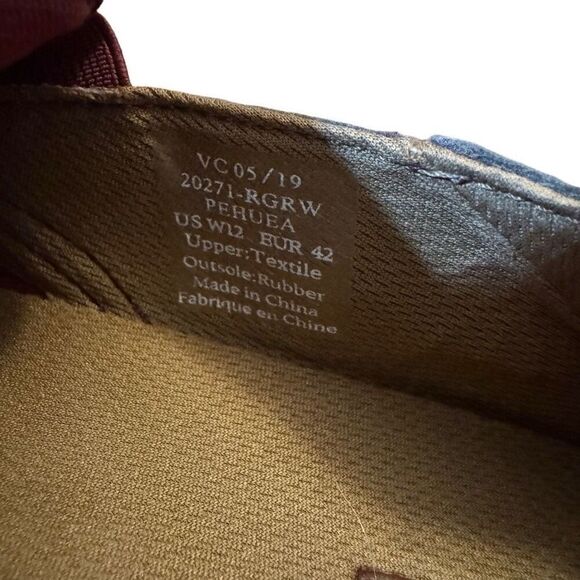 VC 05/19
20271-RGRW
PEHUEA
US W12 EUR 42
Upper:Textile
Outsole:Rubber
Made in China
Fabriqué en Chine